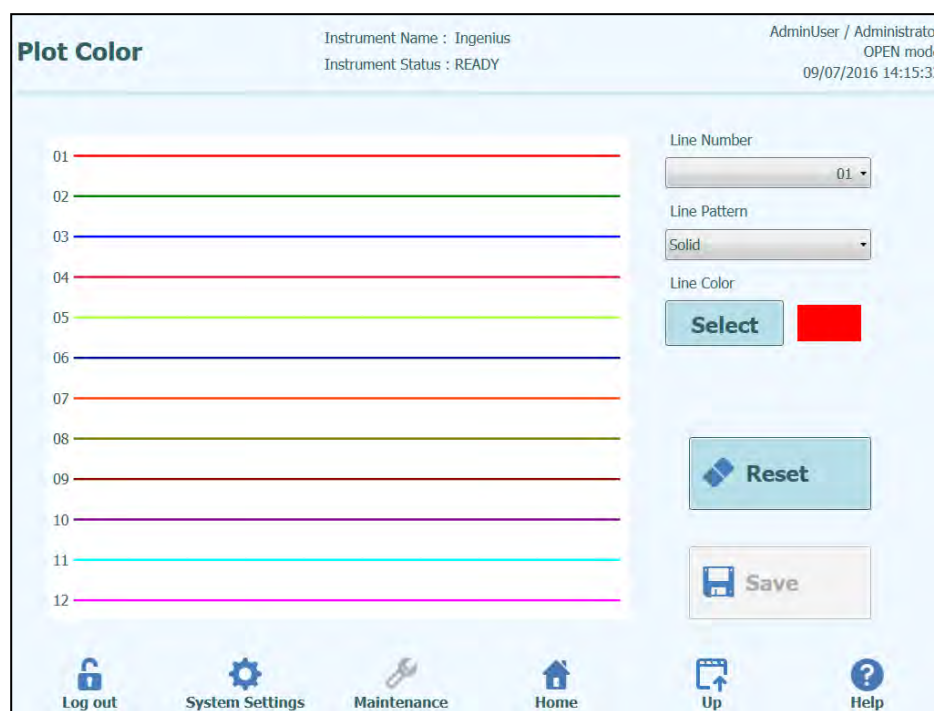 Plot Color
Instrument Name : Ingenius
Instrument Status : READY
AdminUser / Administrato
OPEN mod
09/07/2016 14:15:3
01
02
03
04
05
06
07
08
09
10
11
12
Line Number
01
Line Pattern
Solid
Line Color
Select
Reset
Save
Log out
System Settings
Maintenance
Home
Up
Help